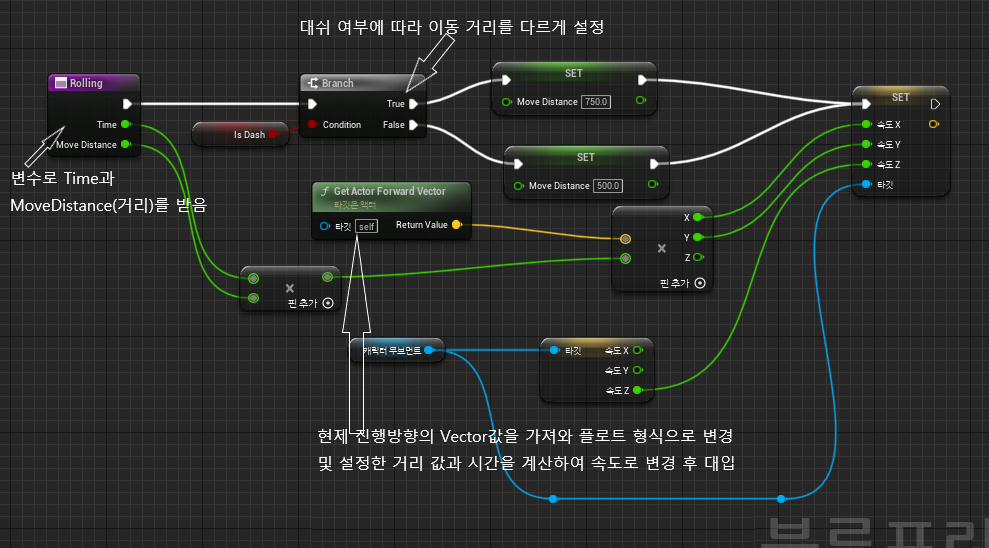 대쉬 여부에 따라 이동 거리를 다르게 설정
Rolling
Time
Move Distance
변수로 Time과
MoveDistance(거리)를 받음
Is Dash
Branch
True
Condition
False
SET
Move Distance 750.0
SET
Move Distance 500.0
SET
속도 X
속도 Y
속도 Z
타깃
Get Actor Forward Vector
타깃은 액터
타깃 self
Return Value
X
Y
Z
핀 추가
핀 추가
캐릭터 무브먼트
타깃
속도 X
속도 Y
속도 Z
현재 진행방향의 Vector값을 가져와 플로트 형식으로 변경
및 설정한 거리 값과 시간을 계산하여 속도로 변경 후 대입